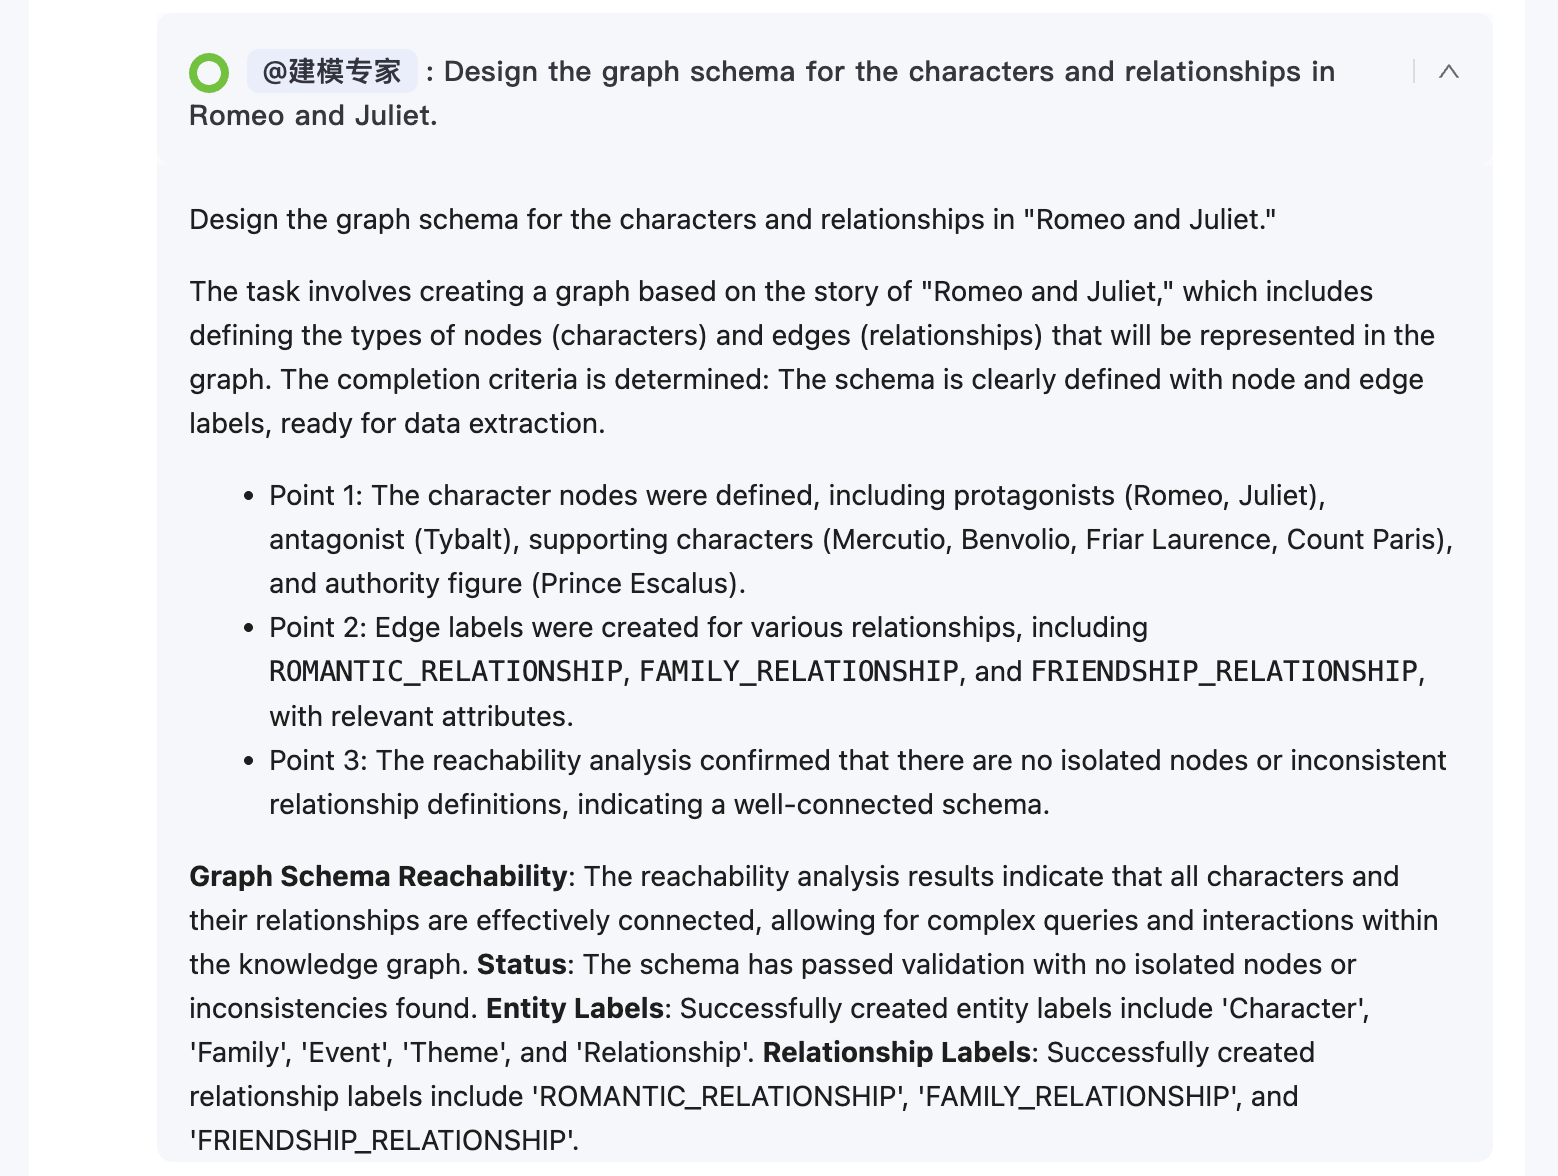 @建模专家 : Design the graph schema for the characters and relationships in
Romeo and Juliet.
Design the graph schema for the characters and relationships in "Romeo and Juliet."
The task involves creating a graph based on the story of "Romeo and Juliet," which includes
defining the types of nodes (characters) and edges (relationships) that will be represented in the
graph. The completion criteria is determined: The schema is clearly defined with node and edge
labels, ready for data extraction.
• Point 1: The character nodes were defined, including protagonists (Romeo, Juliet),
antagonist (Tybalt), supporting characters (Mercutio, Benvolio, Friar Laurence, Count Paris),
and authority figure (Prince Escalus).
• Point 2: Edge labels were created for various relationships, including
ROMANTIC_RELATIONSHIP, FAMILY_RELATIONSHIP, and FRIENDSHIP_RELATIONSHIP,
with relevant attributes.
• Point 3: The reachability analysis confirmed that there are no isolated nodes or inconsistent
relationship definitions, indicating a well-connected schema.
Graph Schema Reachability: The reachability analysis results indicate that all characters and
their relationships are effectively connected, allowing for complex queries and interactions within
the knowledge graph. Status: The schema has passed validation with no isolated nodes or
inconsistencies found. Entity Labels: Successfully created entity labels include 'Character',
'Family', 'Event', 'Theme', and 'Relationship'. Relationship Labels: Successfully created
relationship labels include 'ROMANTIC_RELATIONSHIP', 'FAMILY_RELATIONSHIP', and
'FRIENDSHIP_RELATIONSHIP'.